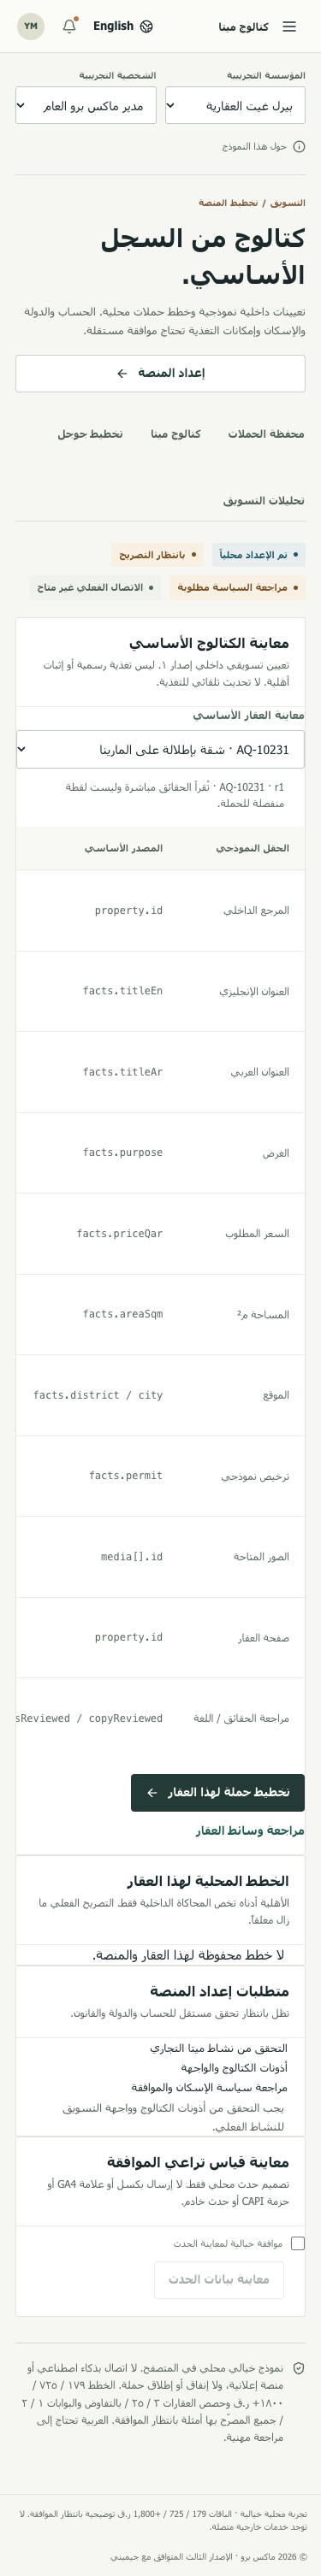 كتالوج ميتا
English
YM
المؤسسة التجريبية
الشخصية التجريبية
بيرل غيت العقارية
مدير ماكس برو العام
حول هذا النموذج
التسويق / تخطيط المنصة
كتالوج من السجل
الأساسي.
تعيينات داخلية نموذجية وخطط حملات محلية. الحساب والدولة
والإسكان وإمكانات التغذية تحتاج موافقة مستقلة.
إعداد المنصة ←
محفظة الحملات
كتالوج ميتا
تخطيط جوجل
تحليلات التسويق
تم الإعداد محلياً
بانتظار التصريح
مراجعة السياسة مطلوبة
الاتصال الفعلي غير متاح
معاينة الكتالوج الأساسي
تعيين تسويقي داخلي إصدار ١. ليس تغذية رسمية أو إثبات
أهلية. لا تحديث تلقائي للتغذية.
معاينة العقار الأساسي
AQ-10231 · شقة بإطلالة على المارينا
AQ-10231 · r1 · تُقرأ الحقائق مباشرة وليست لقطة
منفصلة للحملة.
الحقل النموذجي
المصدر الأساسي
المرجع الداخلي
property.id
العنوان الإنجليزي
facts.titleEn
العنوان العربي
facts.titleAr
الغرض
facts.purpose
السعر المطلوب
facts.priceQar
المساحة م²
facts.areaSqm
الموقع
facts.district / city
ترخيص نموذجي
facts.permit
الصور المتاحة
media[].id
صفحة العقار
property.id
مراجعة الحقائق / اللغة
sReviewed / copyReviewed
تخطيط حملة لهذا العقار ←
مراجعة وسائط العقار
الخطط المحلية لهذا العقار
الأهلية أدناه تخص المحاكاة الداخلية فقط. التصريح الفعلي ما
زال معلقاً.
لا خطط محفوظة لهذا العقار والمنصة.
متطلبات إعداد المنصة
تظل بانتظار تحقق مستقل للحساب والدولة والقانون.
التحقق من نشاط ميتا التجاري
أذونات الكتالوج والواجهة
مراجعة سياسة الإسكان والموافقة
يجب التحقق من أذونات الكتالوج وواجهة التسويق
للنشاط الفعلي.
معاينة قياس تراعي الموافقة
تصميم حدث محلي فقط. لا إرسال بكسل أو علامة GA4 أو
حزمة CAPI أو حدث خادم.
موافقة خيالية لمعاينة الحدث
معاينة بيانات الحدث
نموذج خيالي محلي في المتصفح. لا اتصال بذكاء اصطناعي أو
منصة إعلانية، ولا إنفاق أو إطلاق حملة. الخطط ١٧٩ / ٧٢٥ /
١٨٠٠+ ر.ق وحصص العقارات ٣ / ٢٥ / بالتفاوض والبوابات ١ / ٢
/ جميع المصرّح بها أمثلة بانتظار الموافقة. العربية تحتاج إلى
مراجعة مهنية.
تجربة محلية خيالية · الباقات 179 / 725 / +1,800 ر.ق توضيحية بانتظار الموافقة. لا
توجد خدمات خارجية متصلة.
© 2026 ماكس برو · الإصدار الثالث المتوافق مع جيميني